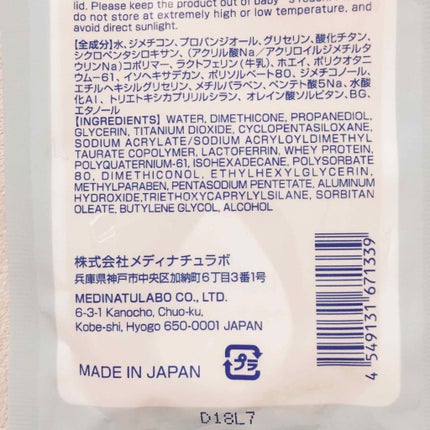 lid. Please keep the product out of baby's reach
do not store at extremely high or low temperature, and
avoid direct sunlight.
[全成分]水、ジメチコン、プロパンジオール、グリセリン、酸化チタン、
シクロペンタシロキサン、(アクリル酸Na／アクリロイルジメチルタ
ウリンNa)コポリマー、ラクトフェリン(牛乳)、ホエイ、ポリクオタニ
ウム-61、イソヘキサデカン、ポリソルベート80、ジメチコノール、
エチルヘキシルグリセリン、メチルパラベン、ペンテト酸5Na、水酸
化Al、トリエトキシカプリリルシラン、オレイン酸ソルビタン、BG、
エタノール
[INGREDIENTS] WATER, DIMETHICONE, PROPANEDIOL,
GLYCERIN, TITANIUM DIOXIDE, CYCLOPENTASILOXANE,
SODIUM ACRYLATE/SODIUM ACRYLOYLDIMETHYL
TAURATE COPOLYMER, LACTOFERRIN, WHEY PROTEIN,
POLYQUATERNIUM-61, ISOHEXADECANE, POLYSORBATE
80, DIMETHICONOL, ETHYLHEXYLGLYCERIN,
METHYLPARABEN, PENTASODIUM PENTETATE, ALUMINUM
HYDROXIDE,TRIETHOXYCAPRYLYLSILANE, SORBITAN
OLEATE, BUTYLENE GLYCOL, ALCOHOL
株式会社メディナチュラボ
兵庫県神戸市中央区加納町6丁目3番1号
MEDINATULABO CO., LTD.
6-3-1 Kanocho, Chuo-ku,
Kobe-shi, Hyogo 650-0001 JAPAN
MADE IN JAPAN
プラ
4 549131 671339
D18L7